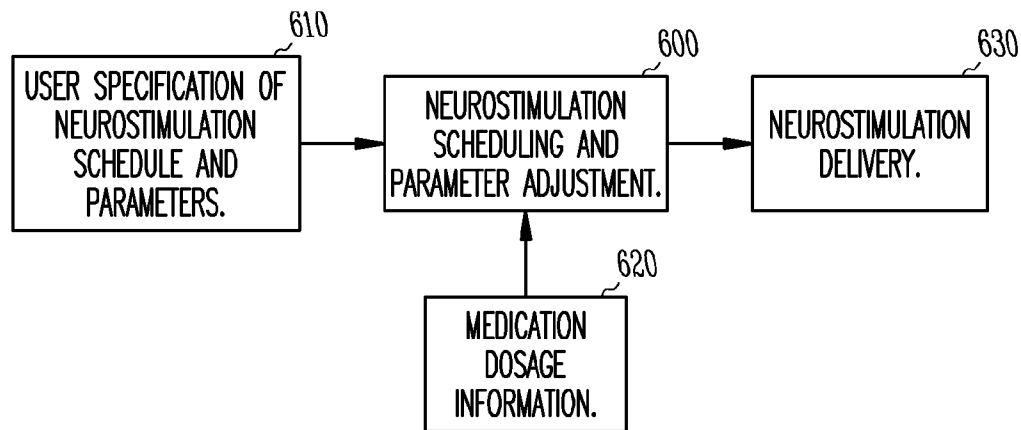 610
USER SPECIFICATION OF
NEUROSTIMULATION
SCHEDULE AND
PARAMETERS.
600
NEUROSTIMULATION
SCHEDULING AND
PARAMETER ADJUSTMENT.
630
NEUROSTIMULATION
DELIVERY.
620
MEDICATION
DOSAGE
INFORMATION.